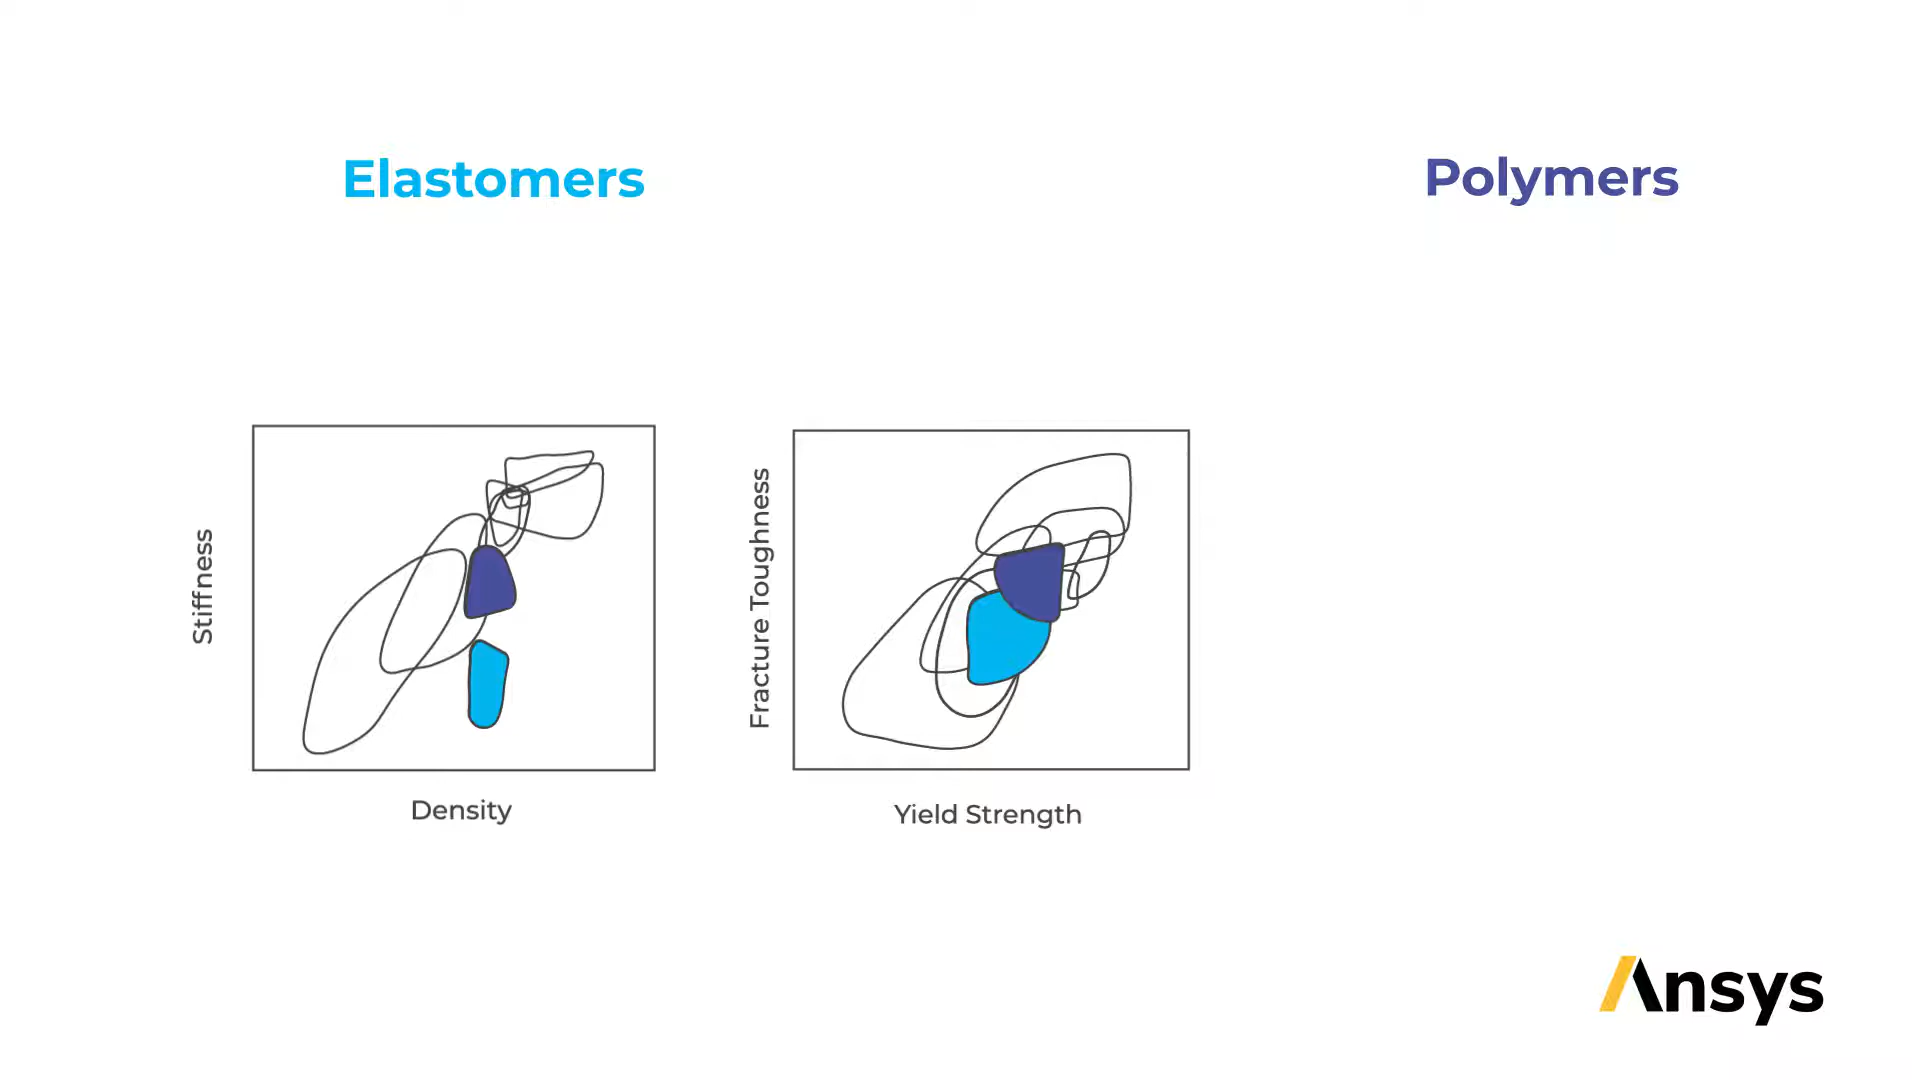 Elastomers
Polymers
Stiffness
Density
Fracture Toughness
Yield Strength
Ansys